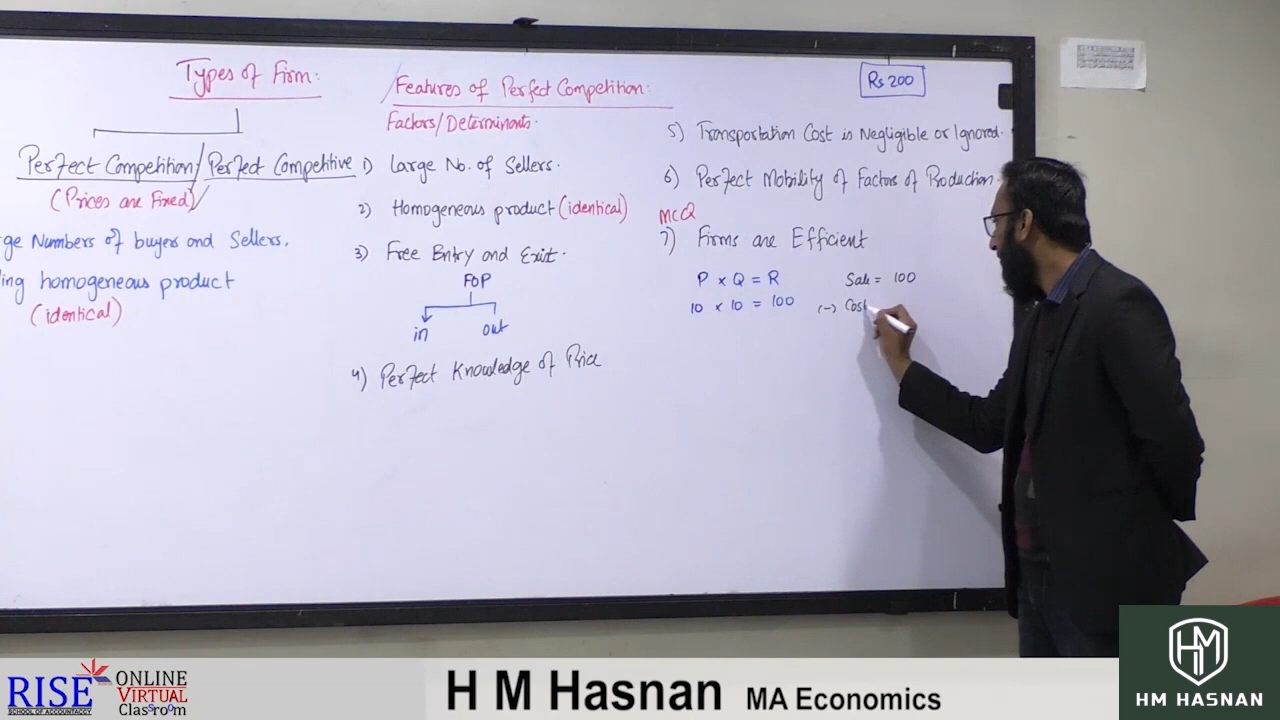 Types of Firm:
Perfect Competition/Perfect Competitive
(Prices are Fixed)/
ge Numbers of buyers and Sellers.
ing homogeneous product
(identical)
/Features of Perfect Competition:
Factors/Determinants.
1) Large No. of Sellers.
2) Homogeneous product (identical)
3) Free Entry and Exist.
FOP
in out
4) Perfect Knowledge of Price
Rs 200
5) Transportation Cost is Negligible or Ignored.
6) Perfect Mobility of Factors of Production.
MCQ
7) Firms are Efficient
P × Q = R
10 × 10 = 100
Sale = 100
(-) Cost
RISE
SCHOOL OF ACCOUNTANCY
ONLINE
VIRTUAL
Classroom
H M Hasnan MA Economics
HM
HM HASNAN